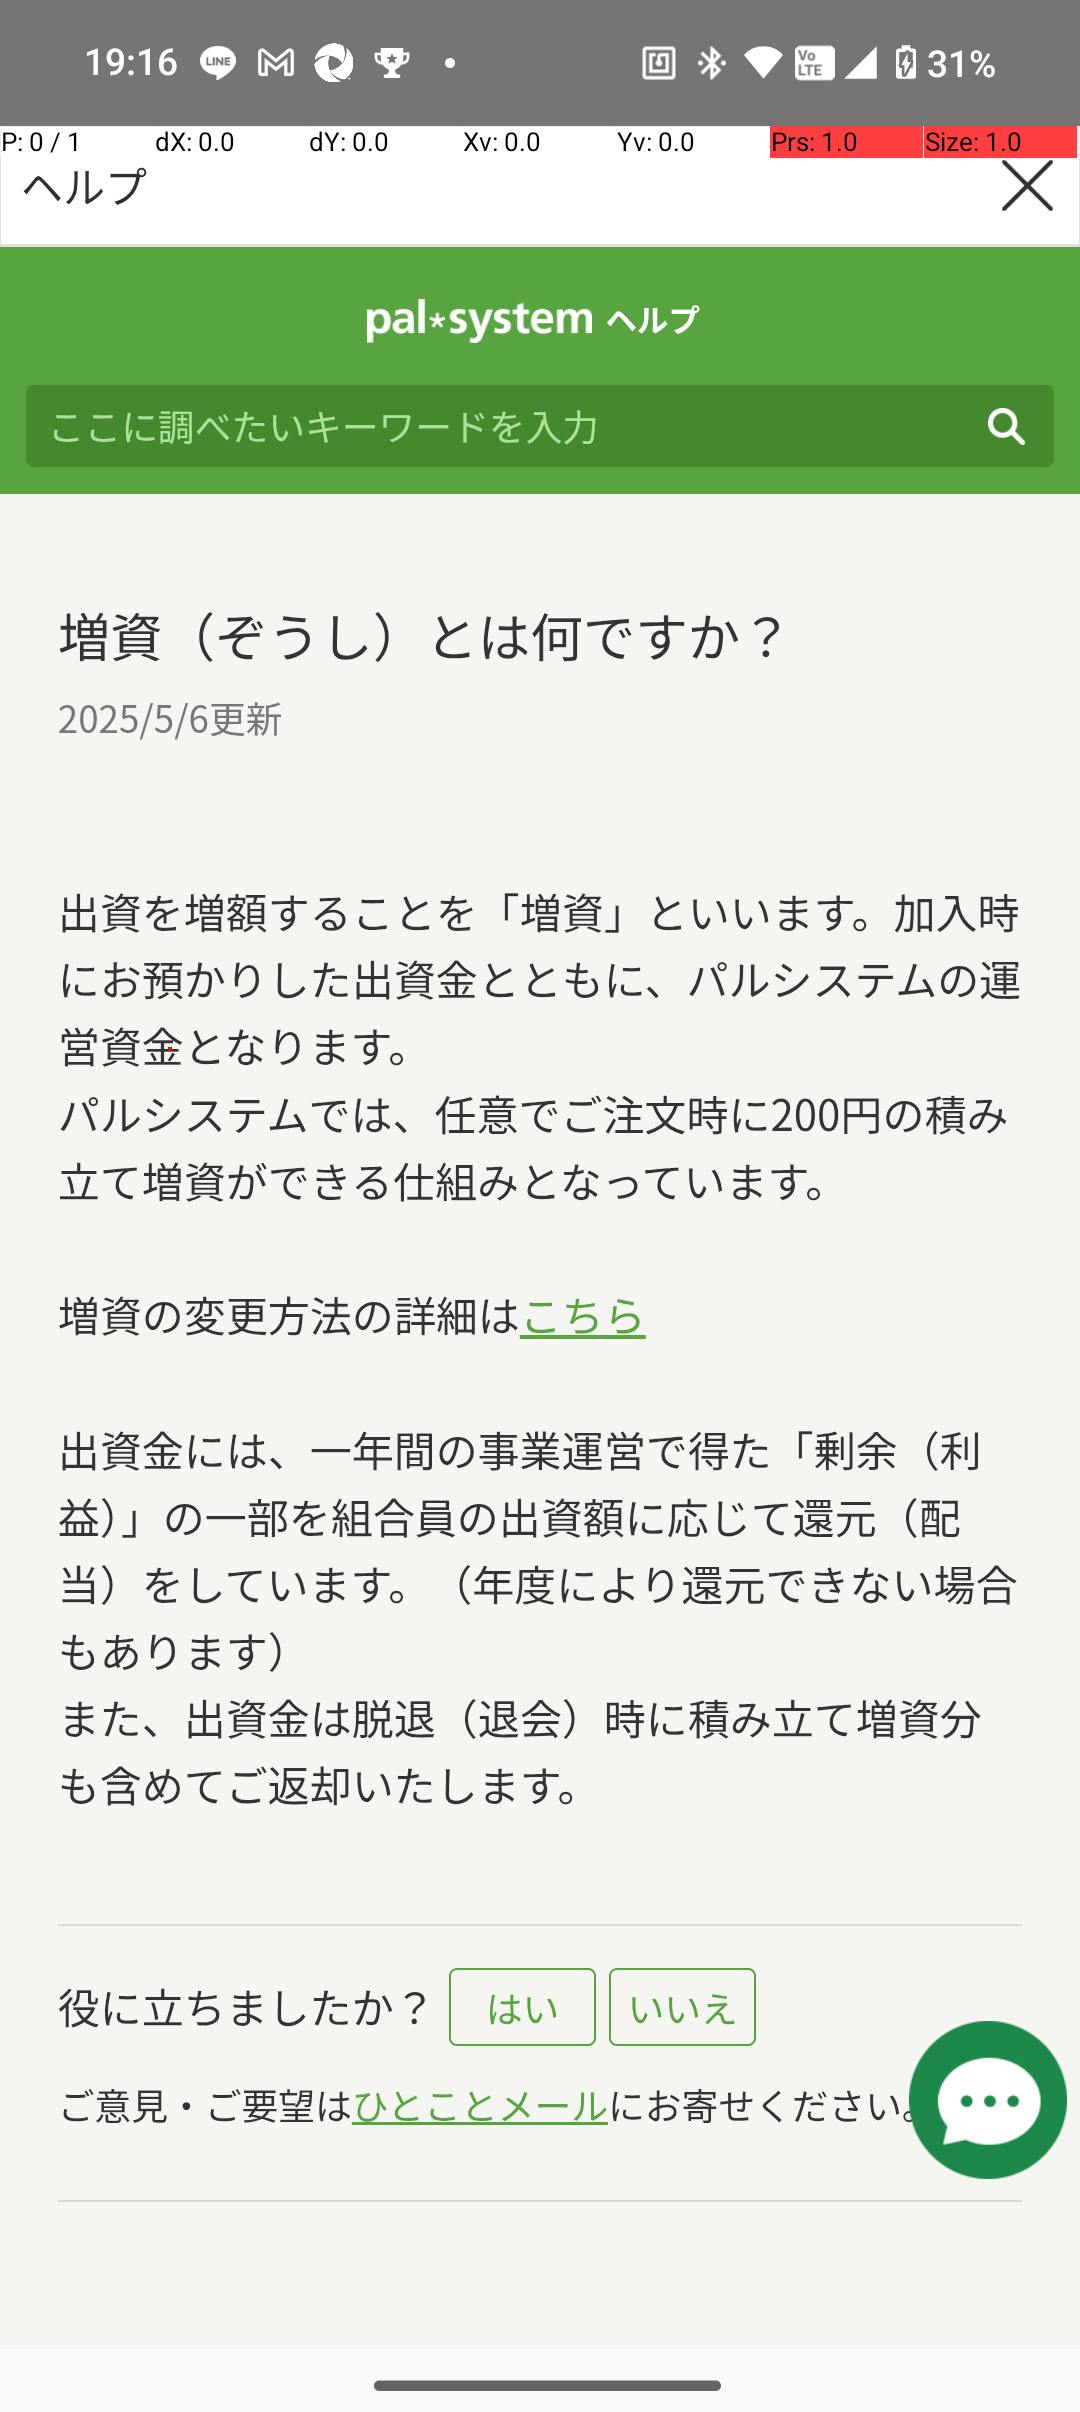 19:16 LINE Vo LTE 31%
P: 0 / 1 dX: 0.0 dY: 0.0 Xv: 0.0 Yv: 0.0 Prs: 1.0 Size: 1.0
ヘルプ
pal*system ヘルプ
ここに調べたいキーワードを入力
増資（ぞうし）とは何ですか？
2025/5/6更新
出資を増額することを「増資」といいます。加入時
にお預かりした出資金とともに、パルシステムの運
営資金となります。
パルシステムでは、任意でご注文時に200円の積み
立て増資ができる仕組みとなっています。
増資の変更方法の詳細はこちら
出資金には、一年間の事業運営で得た「剰余（利
益）」の一部を組合員の出資額に応じて還元（配
当）をしています。（年度により還元できない場合
もあります）
また、出資金は脱退（退会）時に積み立て増資分
も含めてご返却いたします。
役に立ちましたか？ はい いいえ
ご意見・ご要望はひとことメールにお寄せください。